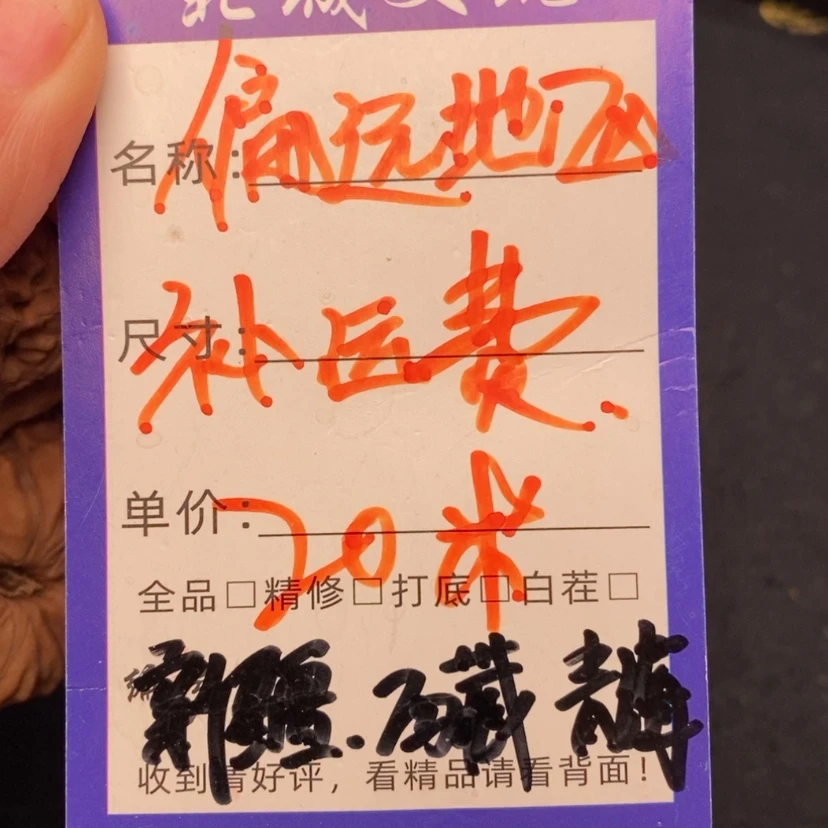 名称：偏远地区
尺寸：补运费.
单价：20米
全品□精修□打底□白茬□
新疆.西藏 青海
收到请好评，看精品请看背面！